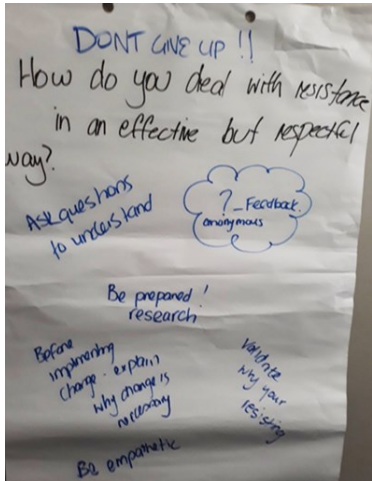 DONT GIVE UP !!
How do you deal with resistance
in an effective but respectful
way?
Ask questions
to understand
? - Feedback.
anonymous
Be prepared!
research
Before
implementing
change - explain
why change is
necessary
Validate
why your
resisting
Be empathetic